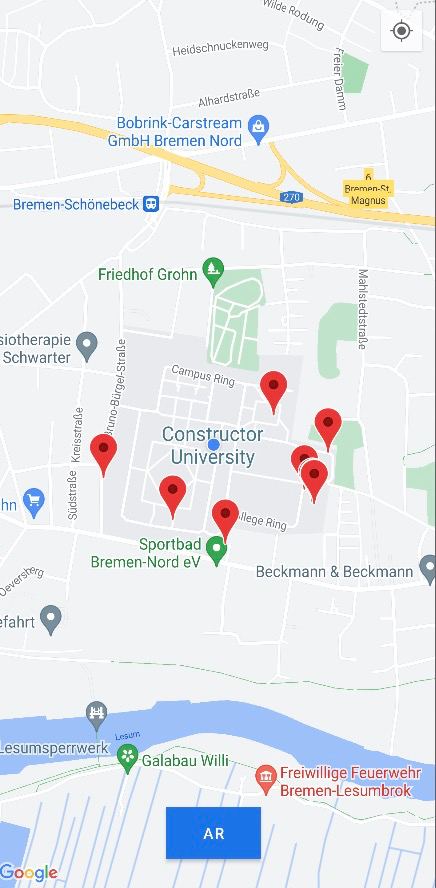 Wilde Rodung
Heidschnuckenweg
Freier Damm
Alhardstraße
Bobrink-Carstream
GmbH Bremen Nord
6
Bremen-St.
Magnus
270
Bremen-Schönebeck
Friedhof Grohn
Mahlstedtstraße
siotherapie
Schwarter
Bruno-Bürgel-Straße
Campus Ring
Kreisstraße
Constructor
University
Südstraße
hn
College Ring
Sportbad
Bremen-Nord eV
Beckmann & Beckmann
Oeversberg
efahrt
Lesum
Lesumsperrwerk
Galabau Willi
Freiwillige Feuerwehr
Bremen-Lesumbrok
AR
Google